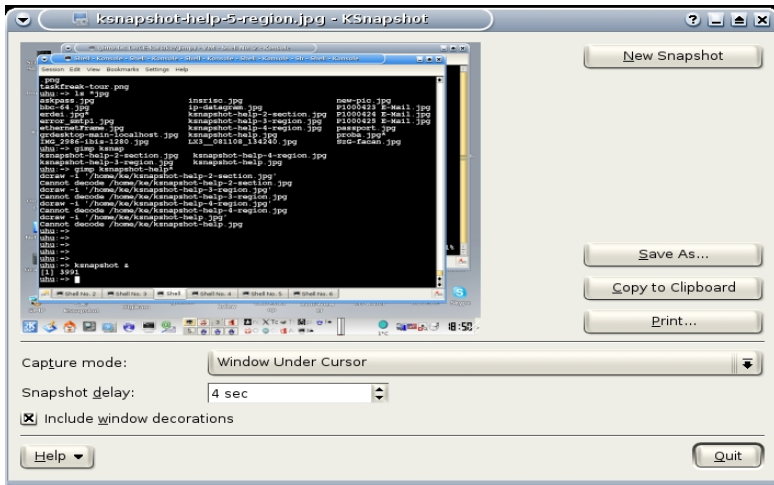 ksnapshot-help-5-region.jpg - KSnapshot
Shell - Konsole
Session Edit View Bookmarks Settings Help
.png
taskfreak-tour.png
uhu:~> ls *jpg
askpass.jpg insriso.jpg new-pic.jpg
bbc-64.jpg ip-datagram.jpg P1000423 E-Mail.jpg
erdei.jpg* ksnapshot-help-2-section.jpg P1000424 E-Mail.jpg
error_smtp1.jpg ksnapshot-help-3-region.jpg P1000425 E-Mail.jpg
ethernetframe.jpg ksnapshot-help-4-region.jpg passport.jpg
grdesktop-main-localhost.jpg ksnapshot-help.jpg proba.jpg*
IMG_2986-ibis-1280.jpg LX3__081108_134240.jpg SzG-facan.jpg
uhu:~> gimp ksnap
ksnapshot-help-2-section.jpg ksnapshot-help-4-region.jpg
ksnapshot-help-3-region.jpg ksnapshot-help.jpg
uhu:~> gimp ksnapshot-help*
dcraw -i '/home/ke/ksnapshot-help-2-section.jpg'
Cannot decode /home/ke/ksnapshot-help-2-section.jpg
dcraw -i '/home/ke/ksnapshot-help-3-region.jpg'
Cannot decode /home/ke/ksnapshot-help-3-region.jpg
dcraw -i '/home/ke/ksnapshot-help-4-region.jpg'
Cannot decode /home/ke/ksnapshot-help-4-region.jpg
dcraw -i '/home/ke/ksnapshot-help.jpg'
Cannot decode /home/ke/ksnapshot-help.jpg
uhu:~>
uhu:~>
uhu:~>
uhu:~>
uhu:~> ksnapshot &
[1] 3991
uhu:~>
Shell No. 2 Shell No. 3 Shell Shell No. 4 Shell No. 5 Shell No. 6
Skype
18:50
New Snapshot
Save As...
Copy to Clipboard
Print...
Capture mode: Window Under Cursor
Snapshot delay: 4 sec
Include window decorations
Help
Quit